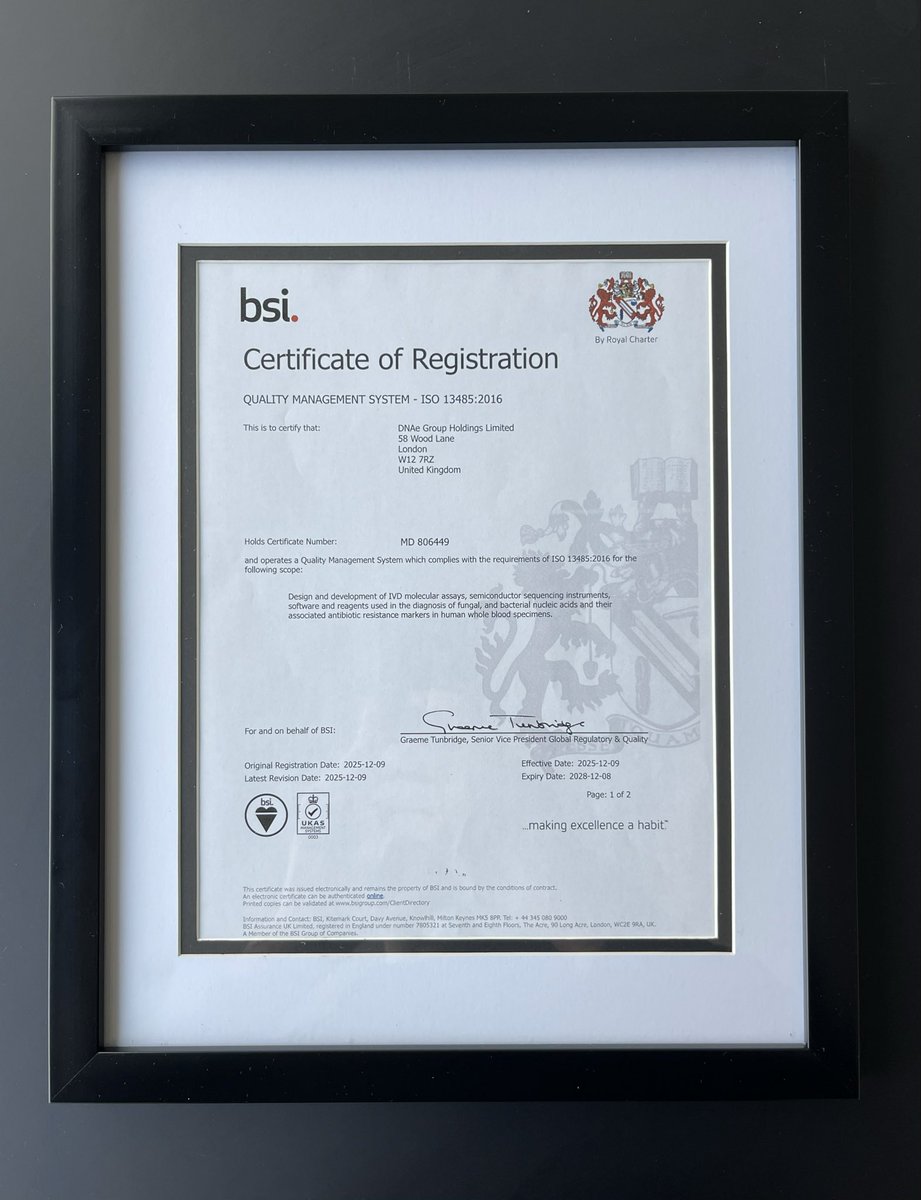 bsi.
By Royal Charter
Certificate of Registration
QUALITY MANAGEMENT SYSTEM - ISO 13485:2016
This is to certify that:
DNAe Group Holdings Limited
58 Wood Lane
London
W12 7RZ
United Kingdom
Holds Certificate Number:
MD 806449
and operates a Quality Management System which complies with the requirements of ISO 13485:2016 for the
following scope:
Design and development of IVD molecular assays, semiconductor sequencing instruments,
software and reagents used in the diagnosis of fungal, and bacterial nucleic acids and their
associated antibiotic resistance markers in human whole blood specimens.
For and on behalf of BSI:
Graeme Tunbridge
Graeme Tunbridge, Senior Vice President Global Regulatory & Quality
Original Registration Date: 2025-12-09
Effective Date: 2025-12-09
Latest Revision Date: 2025-12-09
Expiry Date: 2028-12-08
Page: 1 of 2
bsi.
UKAS
MANAGEMENT
SYSTEMS
0003
...making excellence a habit.™
This certificate was issued electronically and remains the property of BSI and is bound by the conditions of contract.
An electronic certificate can be authenticated online.
Printed copies can be validated at www.bsigroup.com/ClientDirectory
Information and Contact: BSI, Kitemark Court, Davy Avenue, Knowlhill, Milton Keynes MK5 8PP. Tel: + 44 345 080 9000
BSI Assurance UK Limited, registered in England under number 7805321 at Seventh and Eighth Floors, The Acre, 90 Long Acre, London, WC2E 9RA, UK.
A Member of the BSI Group of Companies.